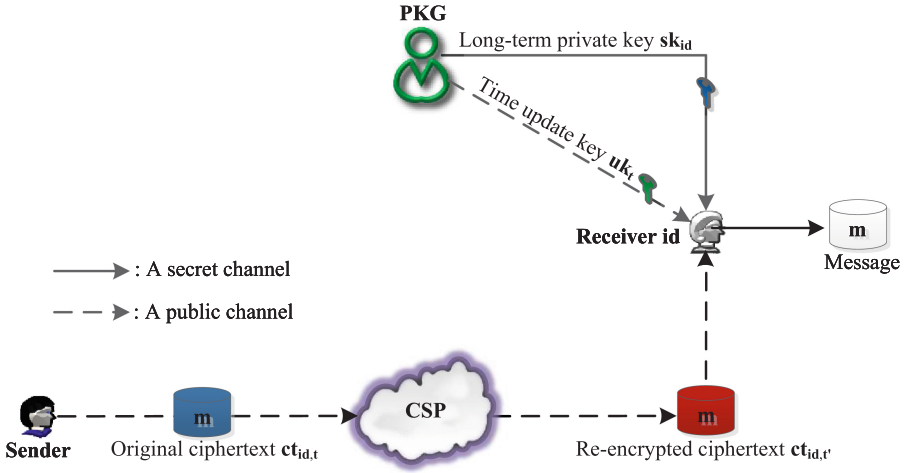 PKG
Long-term private key sk_id
Time update key uk_t
Receiver id
m
Message
: A secret channel
: A public channel
m
CSP
m
Sender
Original ciphertext ct_id,t
Re-encrypted ciphertext ct_id,t'